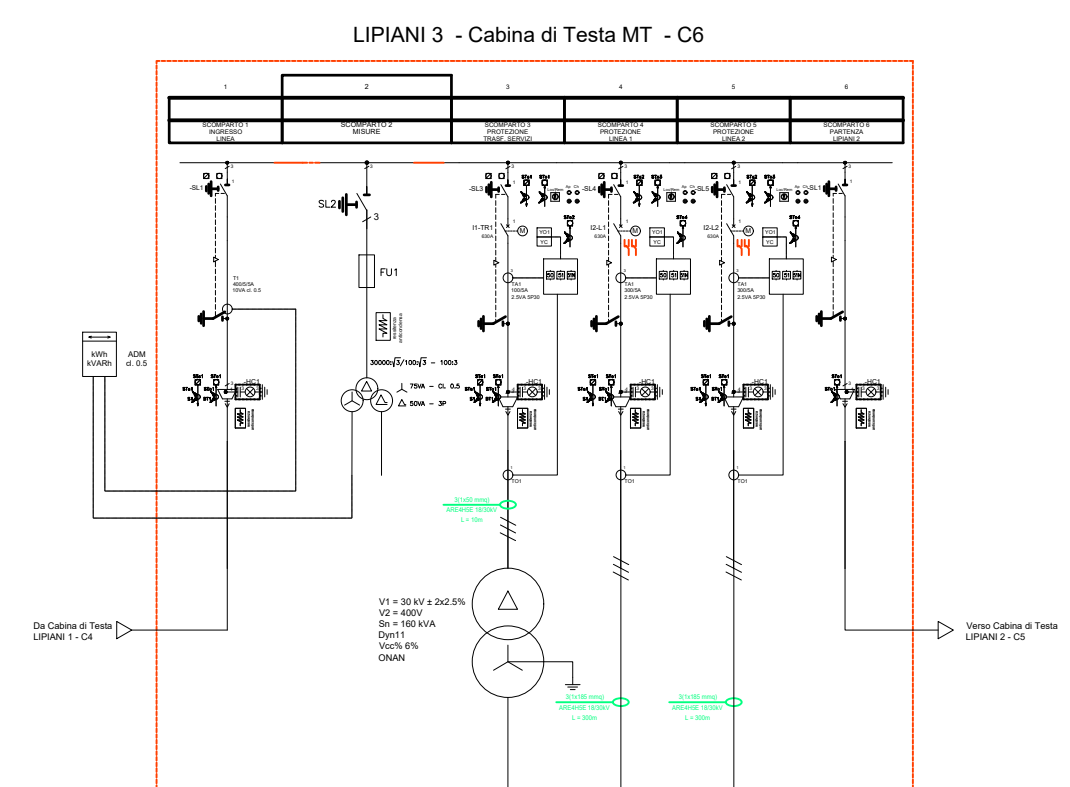 LIPIANI 3 - Cabina di Testa MT - C6
1
2
3
4
5
6
SCOMPARTO 1
INGRESSO
LINEA
SCOMPARTO 2
MISURE
SCOMPARTO 3
PROTEZIONE
TRASF. SERVIZI
SCOMPARTO 4
PROTEZIONE
LINEA 1
SCOMPARTO 5
PROTEZIONE
LINEA 2
SCOMPARTO 6
PARTENZA
LIPIANI 2
-SL1
SL2
3
-SL3
-SL4
-SL5
-SL1
I1-TR1
630A
M
YO1
YC
I2-L1
630A
M
YO1
YC
I2-L2
630A
M
YO1
YC
FU1
T1
400/5/5A
10VA cl. 0.5
TA1
100/5A
2.5VA 5P30
TA1
300/5A
2.5VA 5P30
TA1
300/5A
2.5VA 5P30
resistenza
anticondensa
kWh
kVARh
ADM
cl. 0.5
30000:√3/100:√3 - 100:3
75VA - Cl. 0.5
50VA - 3P
-HC1
-HC1
-HC1
-HC1
-HC1
TO1
TO1
TO1
3(1x50 mmq)
ARE4H5E 18/30kV
L = 10m
V1 = 30 kV ± 2x2.5%
V2 = 400V
Sn = 160 kVA
Dyn11
Vcc% 6%
ONAN
Da Cabina di Testa
LIPIANI 1 - C4
Verso Cabina di Testa
LIPIANI 2 - C5
3(1x185 mmq)
ARE4H5E 18/30kV
L = 300m
3(1x185 mmq)
ARE4H5E 18/30kV
L = 300m